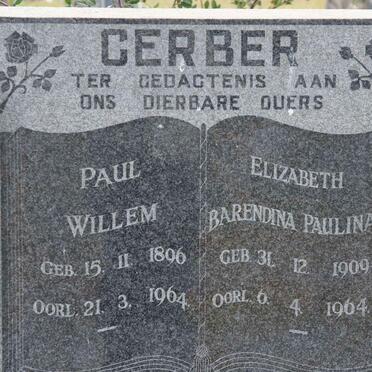 GERBER
TER GEDACTENIS AAN
ONS DIERBARE OUERS
PAUL
WILLEM
GEB. 15. 11. 1896
OORL. 21. 3. 1964.
ELIZABETH
BARENDINA PAULINA
GEB. 31. 12. 1909
OORL. 6. 4. 1964.